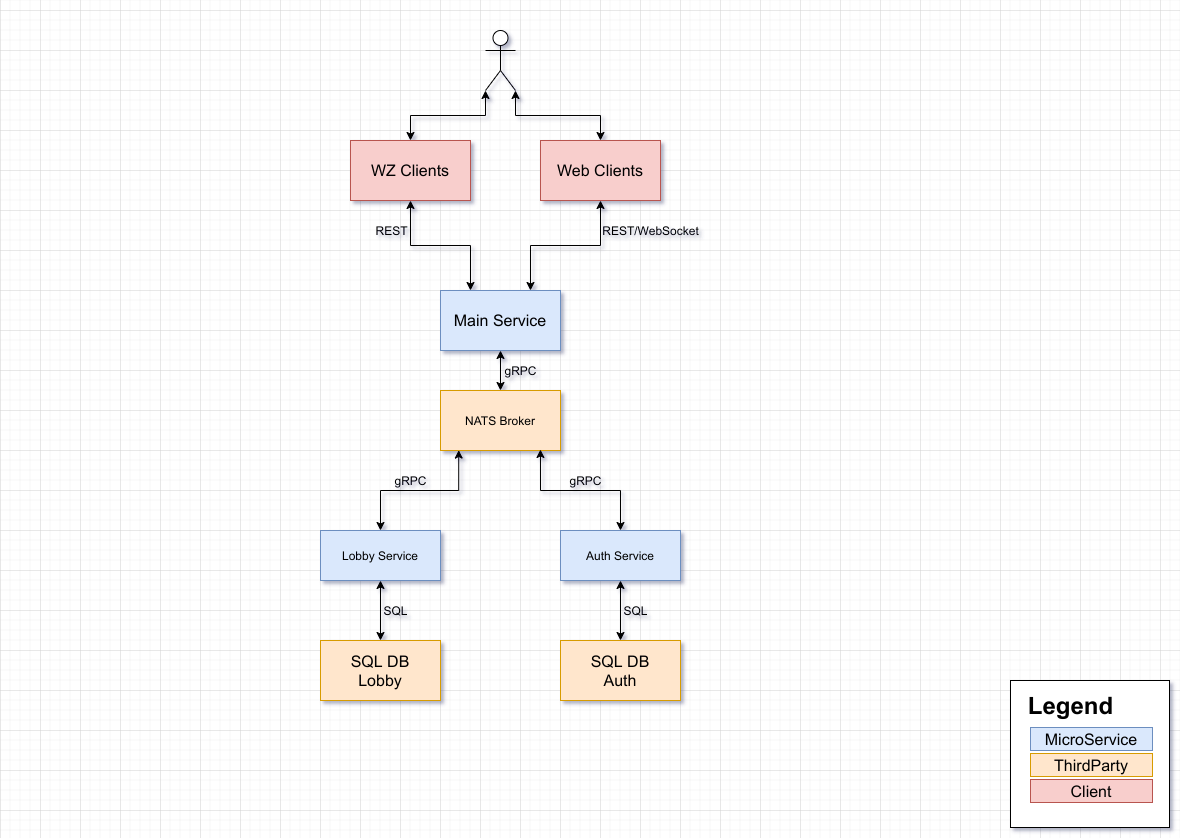 WZ Clients
Web Clients
REST
REST/WebSocket
Main Service
gRPC
NATS Broker
gRPC
gRPC
Lobby Service
Auth Service
SQL
SQL
SQL DB
Lobby
SQL DB
Auth
Legend
MicroService
ThirdParty
Client